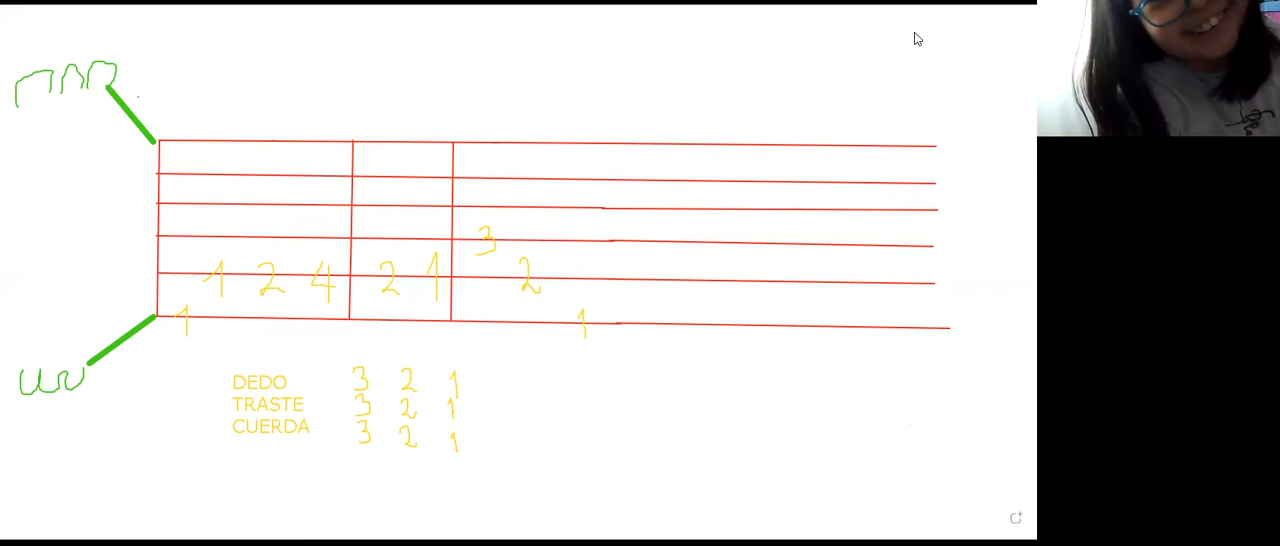 3
1 2 4 2 1 2
1 1
DEDO 3 2 1
TRASTE 3 2 1
CUERDA 3 2 1